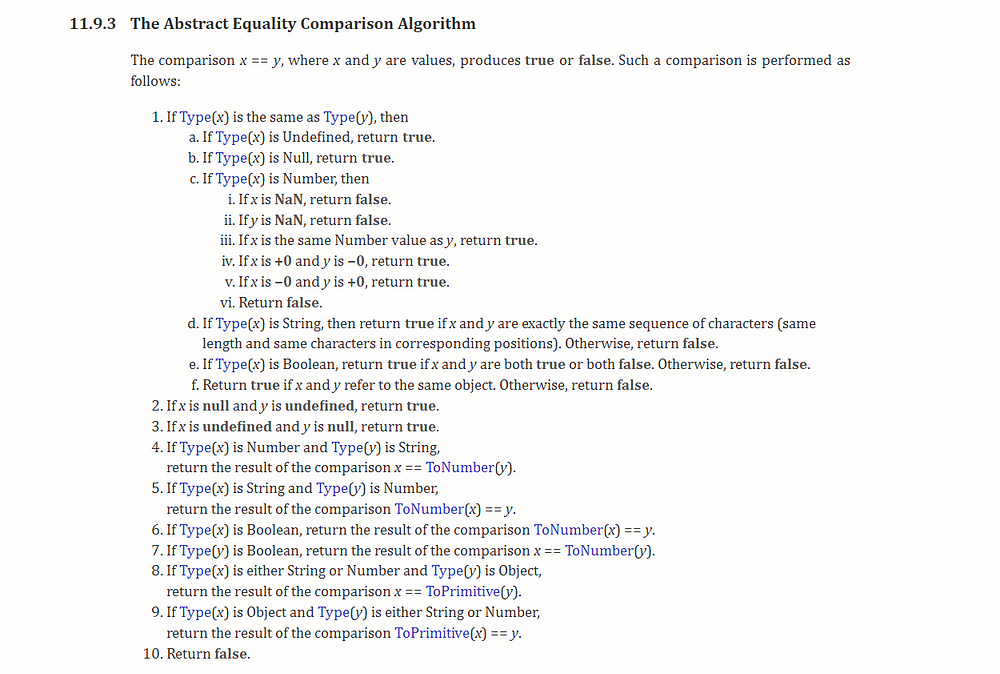 11.9.3 The Abstract Equality Comparison Algorithm
The comparison x == y, where x and y are values, produces true or false. Such a comparison is performed as
follows:
1. If Type(x) is the same as Type(y), then
a. If Type(x) is Undefined, return true.
b. If Type(x) is Null, return true.
c. If Type(x) is Number, then
i. If x is NaN, return false.
ii. If y is NaN, return false.
iii. If x is the same Number value as y, return true.
iv. If x is +0 and y is −0, return true.
v. If x is −0 and y is +0, return true.
vi. Return false.
d. If Type(x) is String, then return true if x and y are exactly the same sequence of characters (same
length and same characters in corresponding positions). Otherwise, return false.
e. If Type(x) is Boolean, return true if x and y are both true or both false. Otherwise, return false.
f. Return true if x and y refer to the same object. Otherwise, return false.
2. If x is null and y is undefined, return true.
3. If x is undefined and y is null, return true.
4. If Type(x) is Number and Type(y) is String,
return the result of the comparison x == ToNumber(y).
5. If Type(x) is String and Type(y) is Number,
return the result of the comparison ToNumber(x) == y.
6. If Type(x) is Boolean, return the result of the comparison ToNumber(x) == y.
7. If Type(y) is Boolean, return the result of the comparison x == ToNumber(y).
8. If Type(x) is either String or Number and Type(y) is Object,
return the result of the comparison x == ToPrimitive(y).
9. If Type(x) is Object and Type(y) is either String or Number,
return the result of the comparison ToPrimitive(x) == y.
10. Return false.